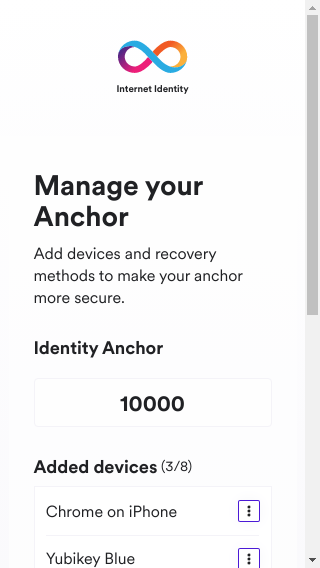 Internet Identity
Manage your
Anchor
Add devices and recovery
methods to make your anchor
more secure.
Identity Anchor
10000
Added devices (3/8)
Chrome on iPhone
Yubikey Blue